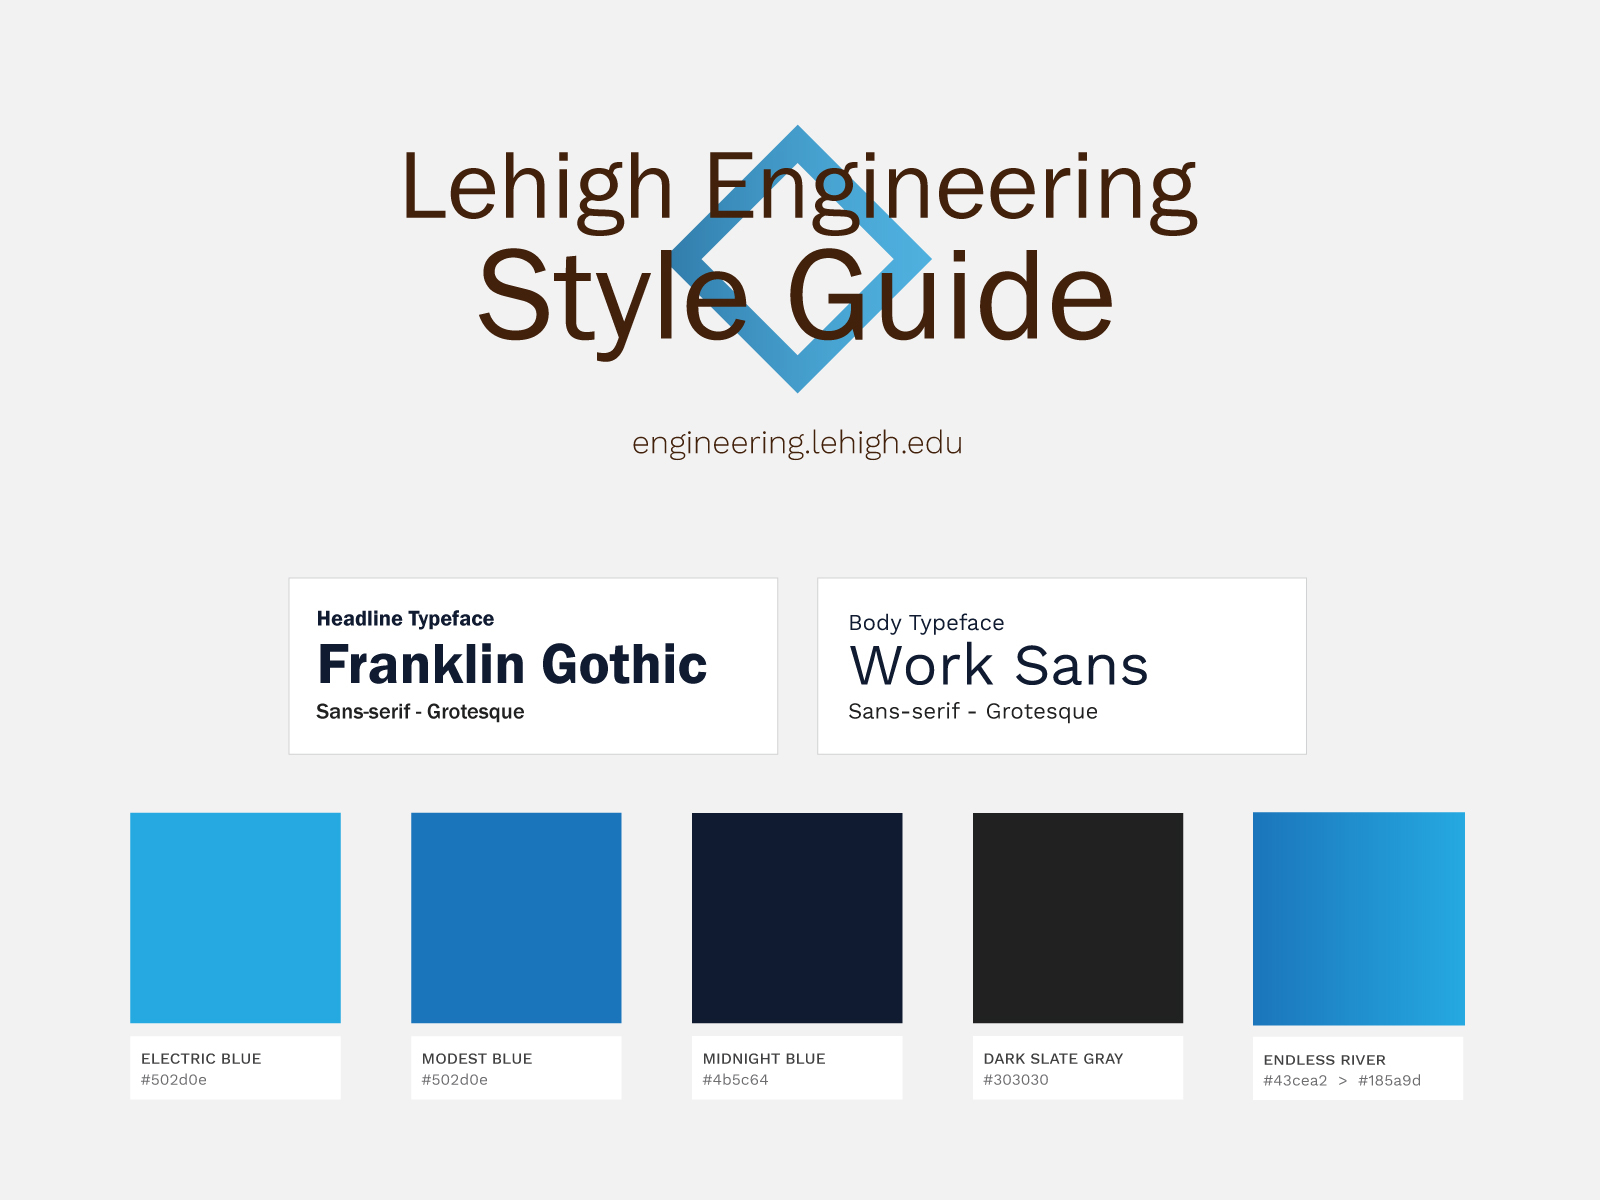 Lehigh Engineering
Style Guide
engineering.lehigh.edu
Headline Typeface
Franklin Gothic
Sans-serif - Grotesque
Body Typeface
Work Sans
Sans-serif - Grotesque
ELECTRIC BLUE
#502d0e
MODEST BLUE
#502d0e
MIDNIGHT BLUE
#4b5c64
DARK SLATE GRAY
#303030
ENDLESS RIVER
#43cea2 > #185a9d